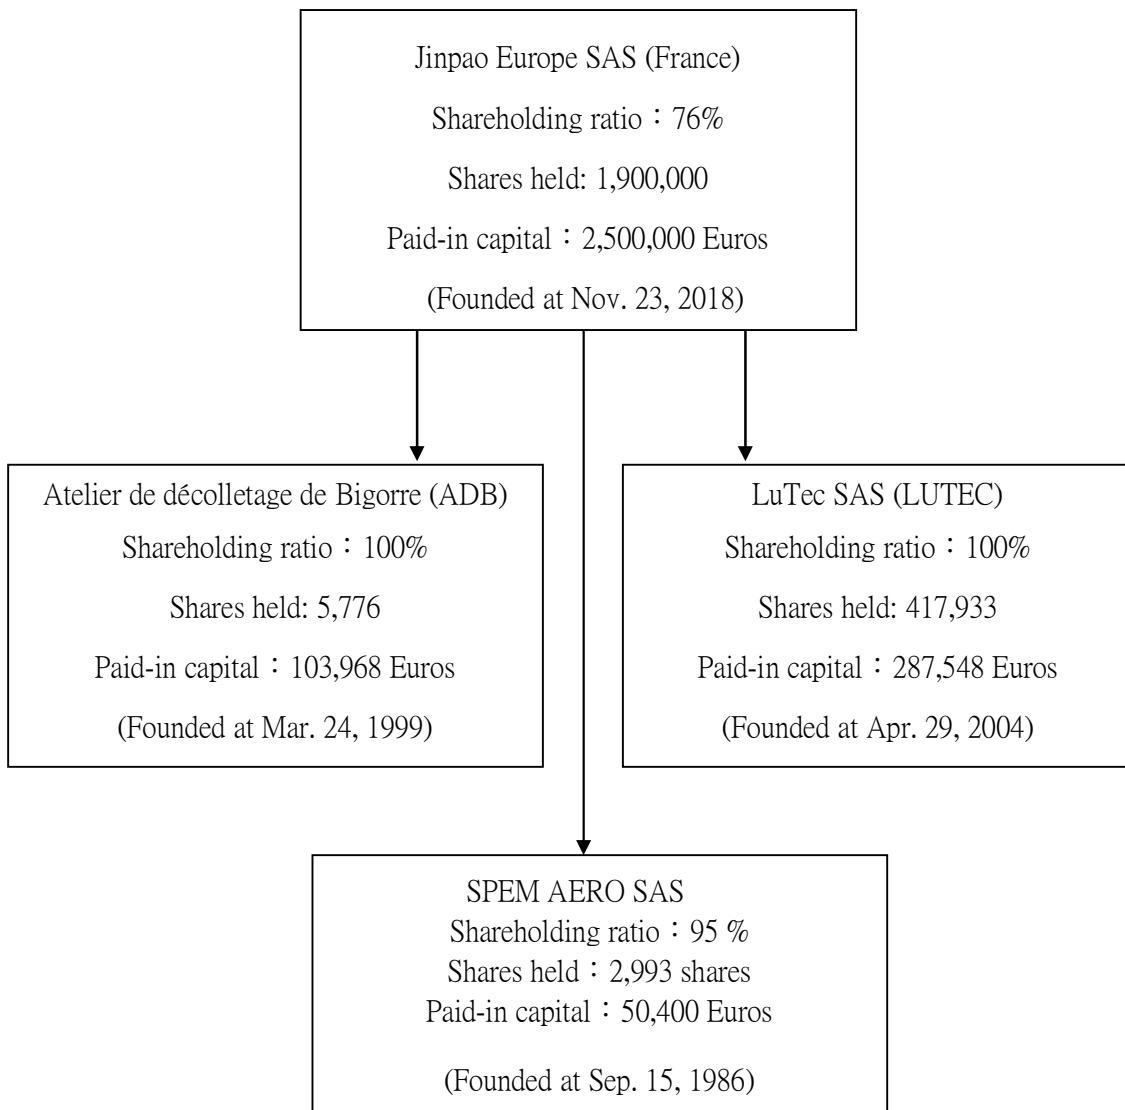 Jinpao Europe SAS (France)
Shareholding ratio：76%
Shares held: 1,900,000
Paid-in capital：2,500,000 Euros
(Founded at Nov. 23, 2018)
Atelier de décolletage de Bigorre (ADB)
Shareholding ratio：100%
Shares held: 5,776
Paid-in capital：103,968 Euros
(Founded at Mar. 24, 1999)
LuTec SAS (LUTEC)
Shareholding ratio：100%
Shares held: 417,933
Paid-in capital：287,548 Euros
(Founded at Apr. 29, 2004)
SPEM AERO SAS
Shareholding ratio：95 %
Shares held：2,993 shares
Paid-in capital：50,400 Euros
(Founded at Sep. 15, 1986)